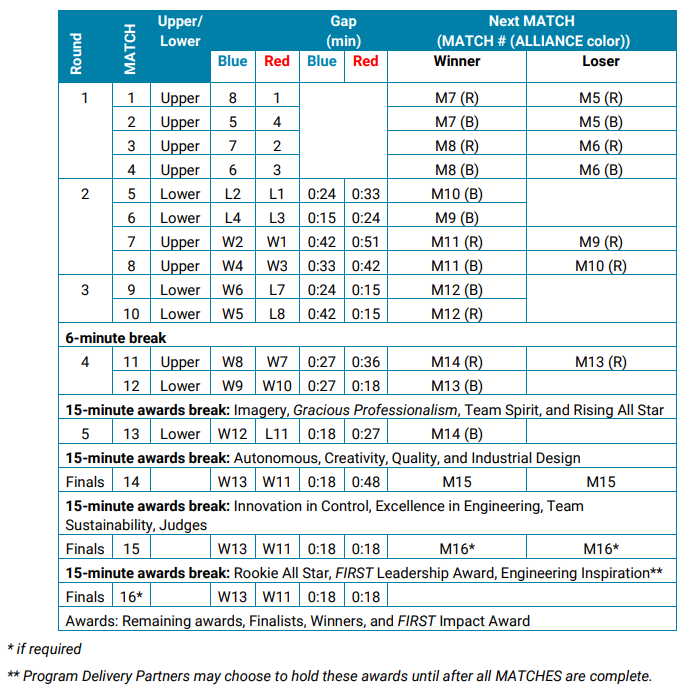 Round MATCH Upper/ Lower Gap (min) Next MATCH (MATCH # (ALLIANCE color))
Blue Red Blue Red Winner Loser
1 1 Upper 8 1 M7 (R) M5 (R)
2 Upper 5 4 M7 (B) M5 (B)
3 Upper 7 2 M8 (R) M6 (R)
4 Upper 6 3 M8 (B) M6 (B)
2 5 Lower L2 L1 0:24 0:33 M10 (B)
6 Lower L4 L3 0:15 0:24 M9 (B)
7 Upper W2 W1 0:42 0:51 M11 (R) M9 (R)
8 Upper W4 W3 0:33 0:42 M11 (B) M10 (R)
3 9 Lower W6 L7 0:24 0:15 M12 (B)
10 Lower W5 L8 0:42 0:15 M12 (R)
6-minute break
4 11 Upper W8 W7 0:27 0:36 M14 (R) M13 (R)
12 Lower W9 W10 0:27 0:18 M13 (B)
15-minute awards break: Imagery, Gracious Professionalism, Team Spirit, and Rising All Star
5 13 Lower W12 L11 0:18 0:27 M14 (B)
15-minute awards break: Autonomous, Creativity, Quality, and Industrial Design
Finals 14 W13 W11 0:18 0:48 M15 M15
15-minute awards break: Innovation in Control, Excellence in Engineering, Team
Sustainability, Judges
Finals 15 W13 W11 0:18 0:18 M16* M16*
15-minute awards break: Rookie All Star, FIRST Leadership Award, Engineering Inspiration**
Finals 16* W13 W11 0:18 0:18
Awards: Remaining awards, Finalists, Winners, and FIRST Impact Award
* if required
** Program Delivery Partners may choose to hold these awards until after all MATCHES are complete.